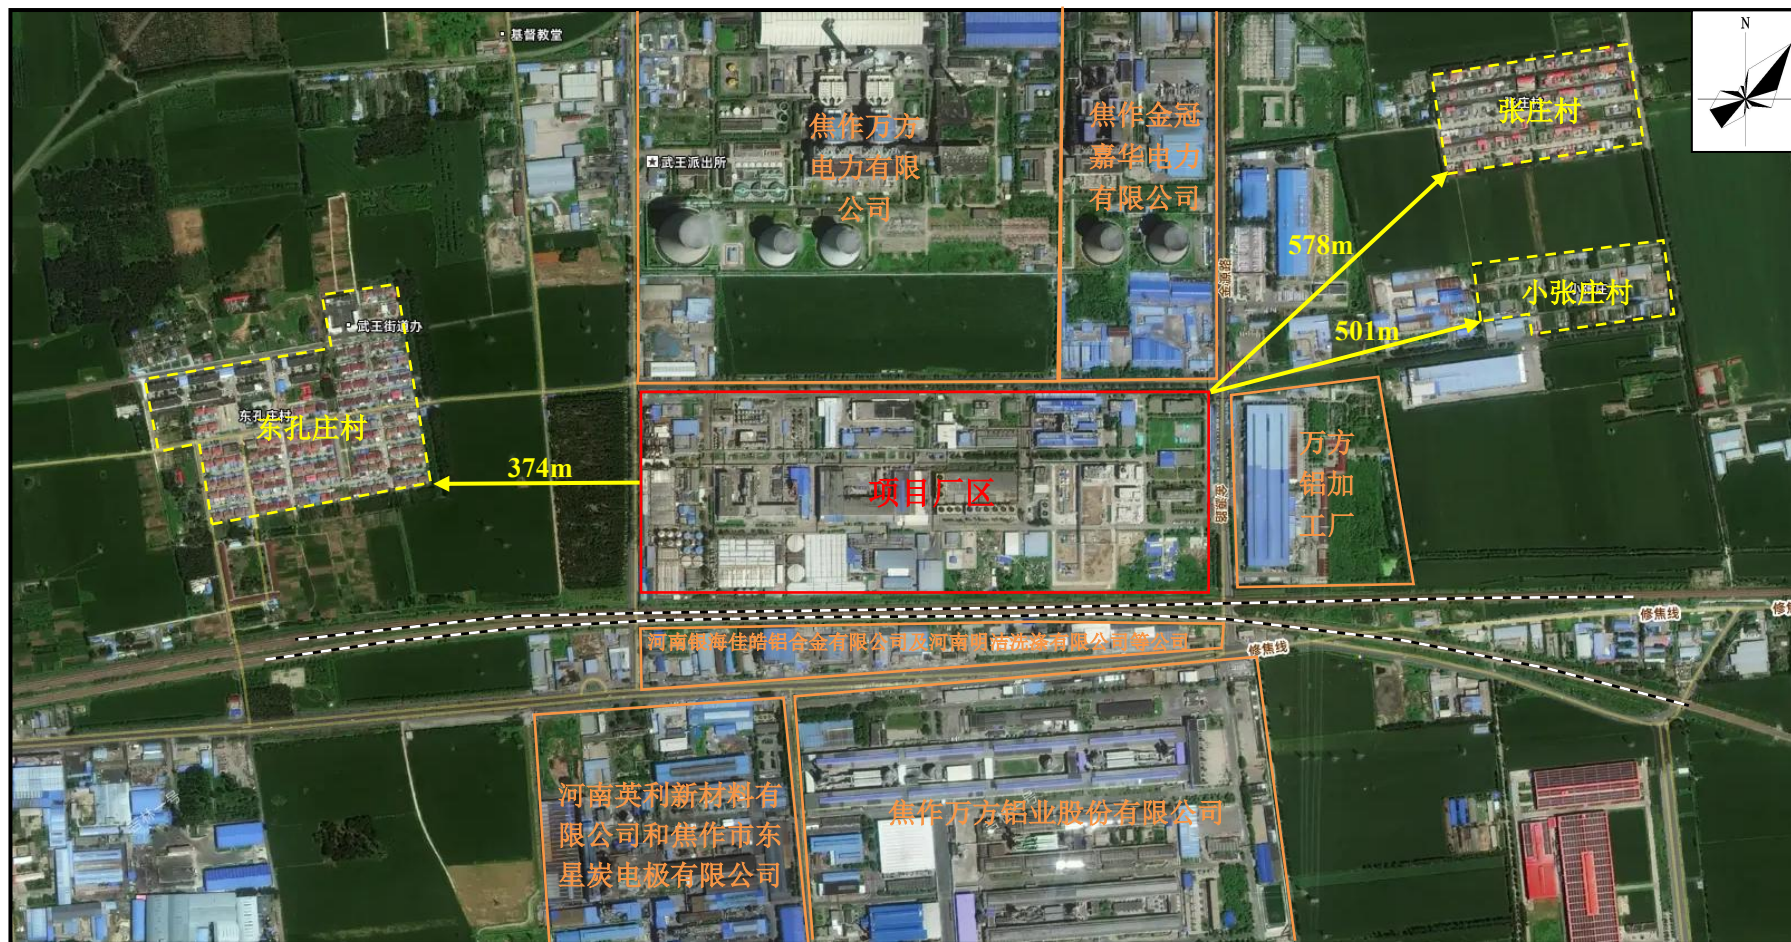 N
基督教堂
张庄村
焦作万方
电力有限
公司
焦作金冠
嘉华电力
有限公司
武王派出所
578m
小张庄村
501m
武王街道办
东孔庄村
东孔庄村
374m
项目厂区
万方
铝加
工厂
修焦线
河南银海佳皓铝合金有限公司及河南明洁洗涤有限公司等公司
修焦线
河南英利新材料有
限公司和焦作市东
星炭电极有限公司
焦作万方铝业股份有限公司